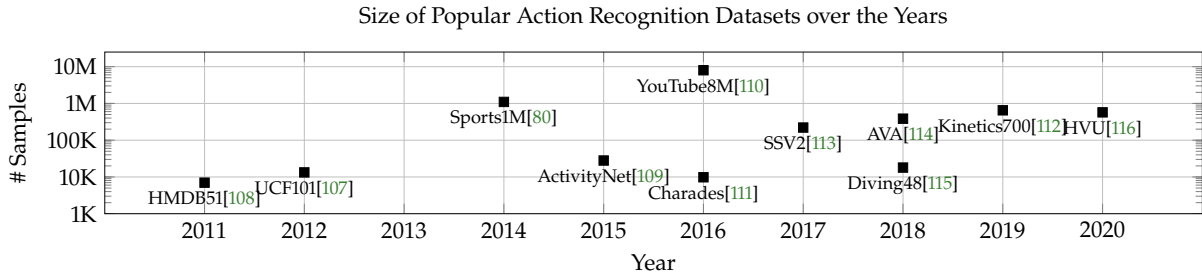 Size of Popular Action Recognition Datasets over the Years
# Samples
10M
1M
100K
10K
1K
YouTube8M[110]
Sports1M[80]
SSV2[113]
AVA[114]
Kinetics700[112]
HVU[116]
ActivityNet[109]
Charades[111]
Diving48[115]
HMDB51[108]
UCF101[107]
2011 2012 2013 2014 2015 2016 2017 2018 2019 2020
Year